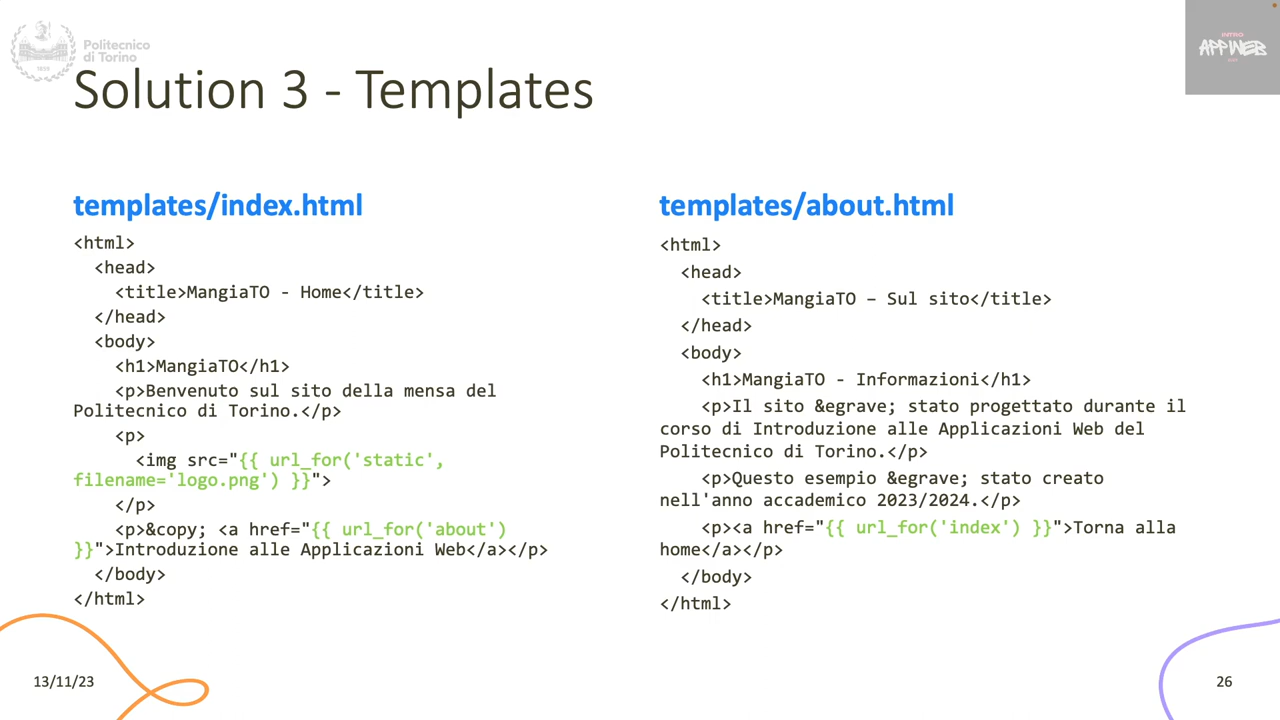 Politecnico
di Torino
1859
INTRO
APPWEB
Solution 3 - Templates
templates/index.html
<html>
<head>
<title>MangiaTO - Home</title>
</head>
<body>
<h1>MangiaTO</h1>
<p>Benvenuto sul sito della mensa del
Politecnico di Torino.</p>
<p>
<img src="{{ url_for('static',
filename='logo.png') }}">
</p>
<p>&copy; <a href="{{ url_for('about')
}}">Introduzione alle Applicazioni Web</a></p>
</body>
</html>
templates/about.html
<html>
<head>
<title>MangiaTO – Sul sito</title>
</head>
<body>
<h1>MangiaTO - Informazioni</h1>
<p>Il sito &egrave; stato progettato durante il
corso di Introduzione alle Applicazioni Web del
Politecnico di Torino.</p>
<p>Questo esempio &egrave; stato creato
nell'anno accademico 2023/2024.</p>
<p><a href="{{ url_for('index') }}">Torna alla
home</a></p>
</body>
</html>
13/11/23
26